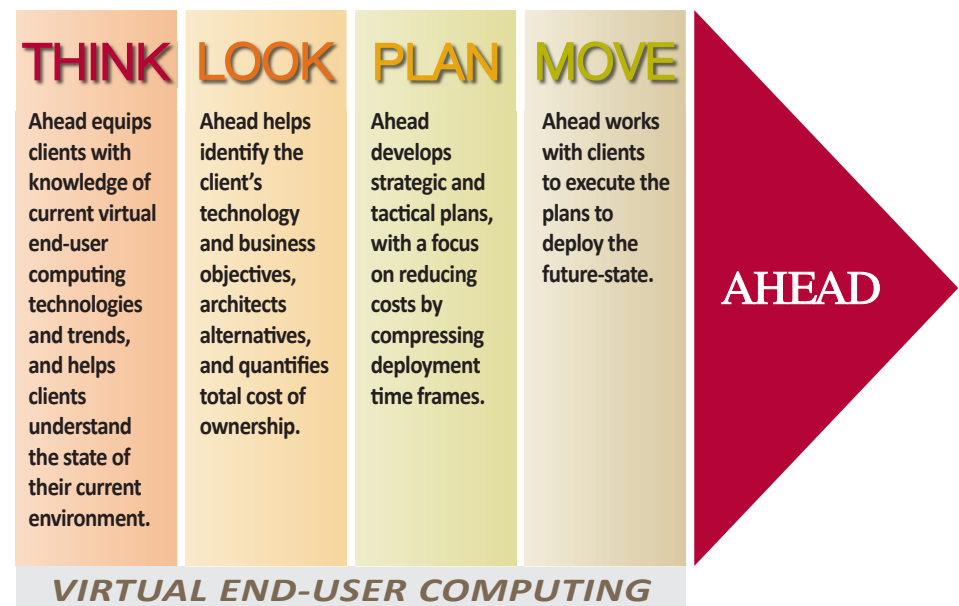 THINK
Ahead equips
clients with
knowledge of
current virtual
end-user
computing
technologies
and trends,
and helps
clients
understand
the state of
their current
environment.
LOOK
Ahead helps
identify the
client’s
technology
and business
objectives,
architects
alternatives,
and quantifies
total cost of
ownership.
PLAN
Ahead
develops
strategic and
tactical plans,
with a focus
on reducing
costs by
compressing
deployment
time frames.
MOVE
Ahead works
with clients
to execute the
plans to
deploy the
future-state.
AHEAD
VIRTUAL END-USER COMPUTING